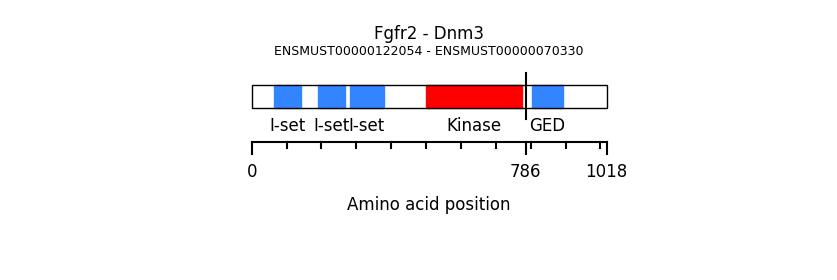 Fgfr2 - Dnm3
ENSMUST00000122054 - ENSMUST00000070330
I-set I-set I-set Kinase GED
0 786 1018
Amino acid position